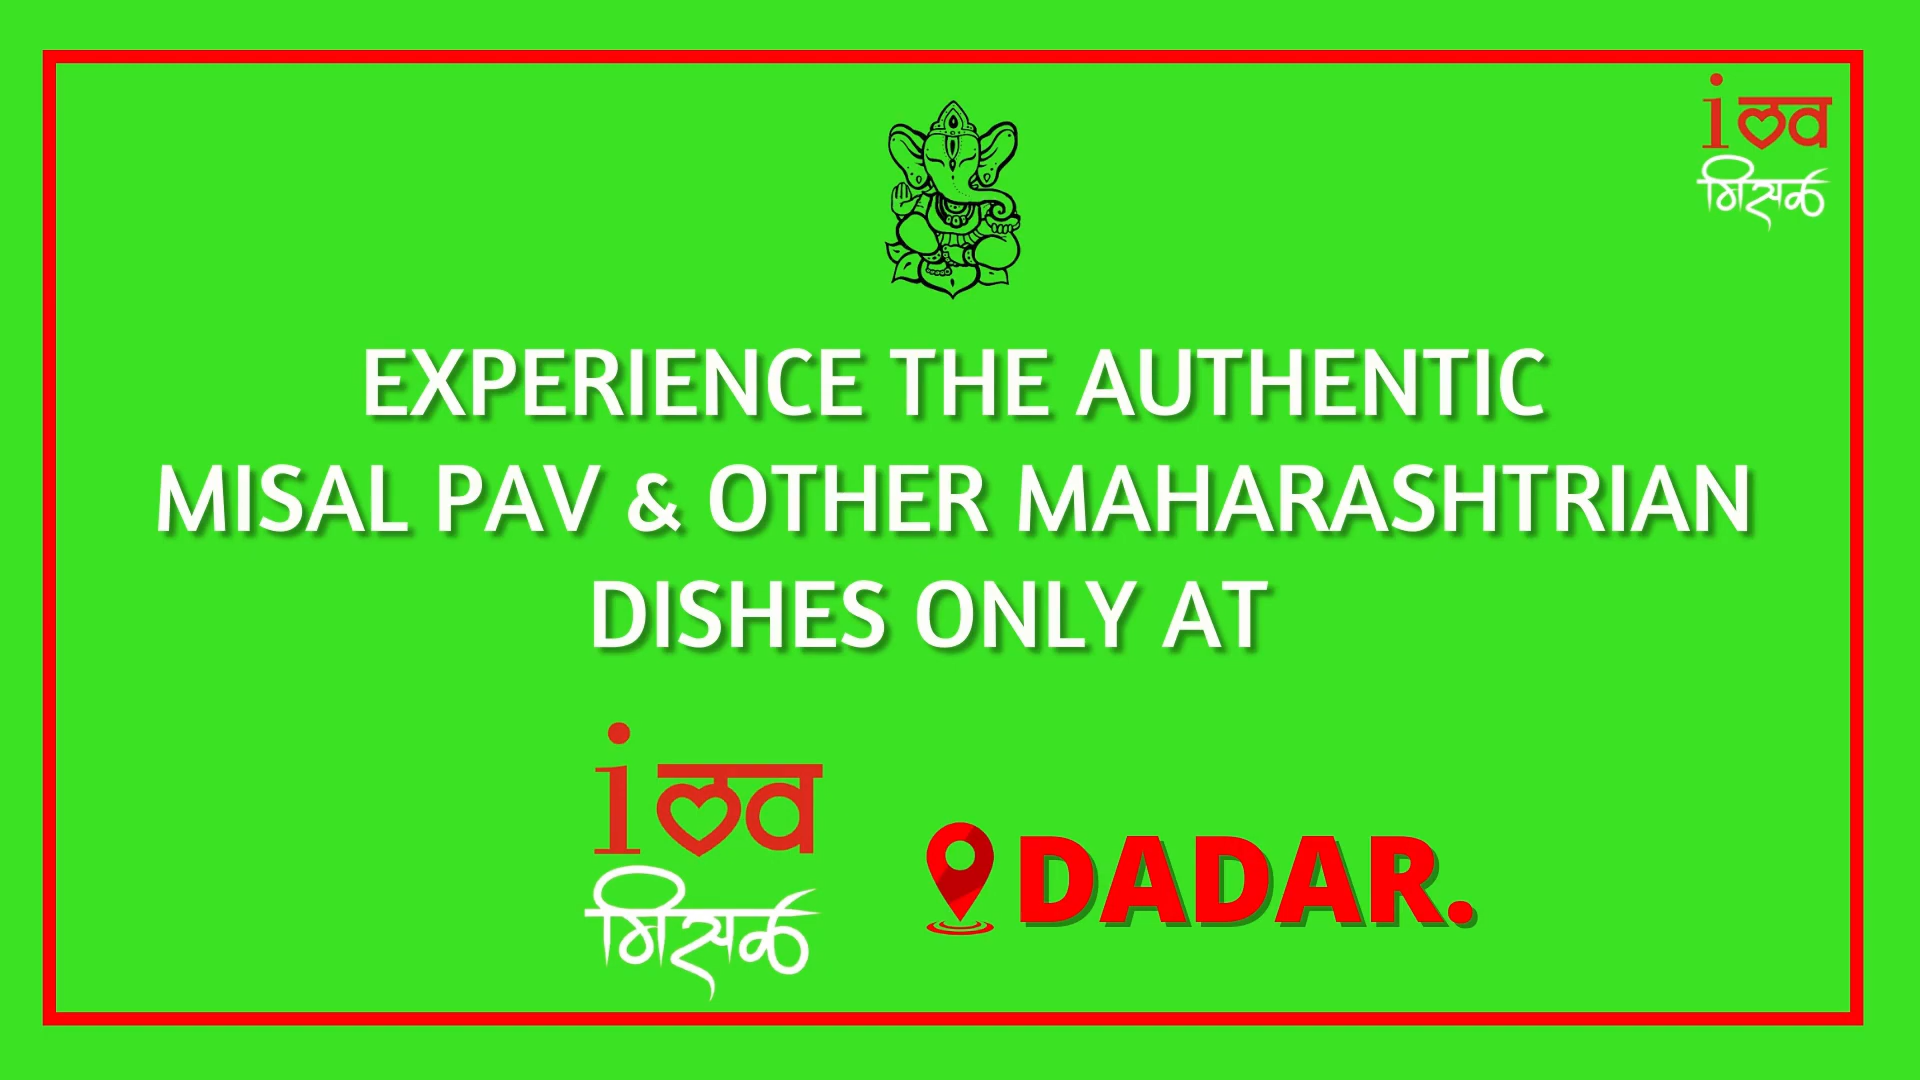 i लव
मिसळ
EXPERIENCE THE AUTHENTIC
MISAL PAV & OTHER MAHARASHTRIAN
DISHES ONLY AT
i लव
मिसळ
DADAR.